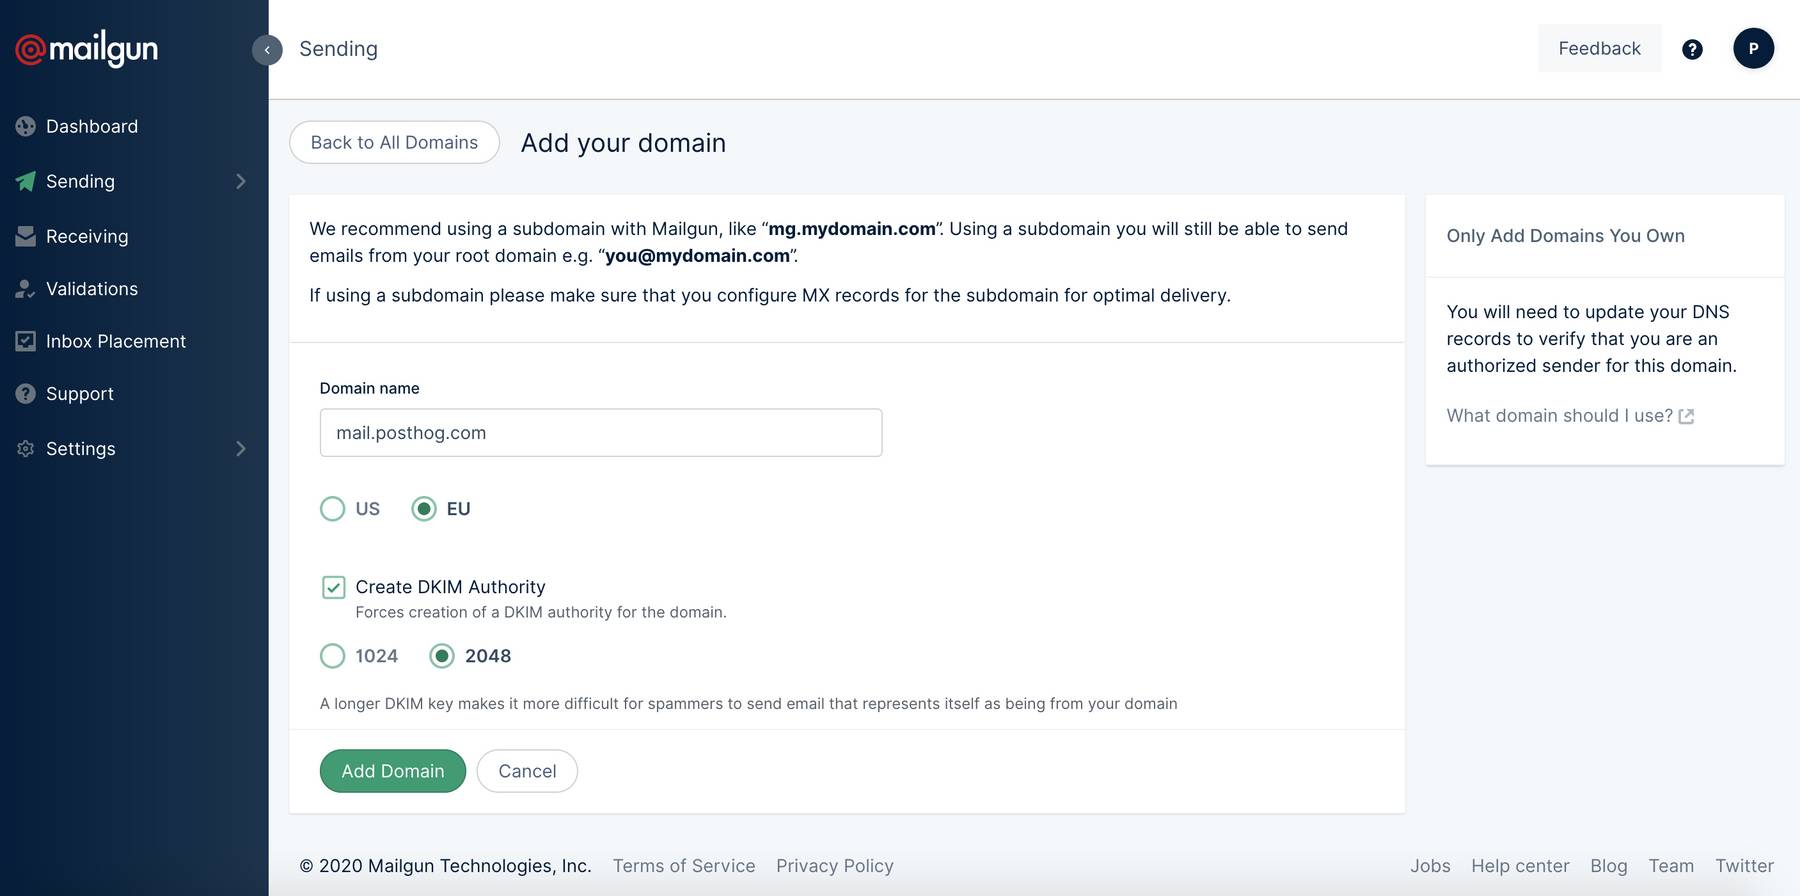 mailgun
Sending
Feedback
?
P
Dashboard
Sending
Receiving
Validations
Inbox Placement
Support
Settings
Back to All Domains
Add your domain
We recommend using a subdomain with Mailgun, like “mg.mydomain.com”. Using a subdomain you will still be able to send
emails from your root domain e.g. “you@mydomain.com”.
If using a subdomain please make sure that you configure MX records for the subdomain for optimal delivery.
Domain name
mail.posthog.com
US EU
Create DKIM Authority
Forces creation of a DKIM authority for the domain.
1024 2048
A longer DKIM key makes it more difficult for spammers to send email that represents itself as being from your domain
Add Domain Cancel
Only Add Domains You Own
You will need to update your DNS
records to verify that you are an
authorized sender for this domain.
What domain should I use?
© 2020 Mailgun Technologies, Inc. Terms of Service Privacy Policy
Jobs Help center Blog Team Twitter